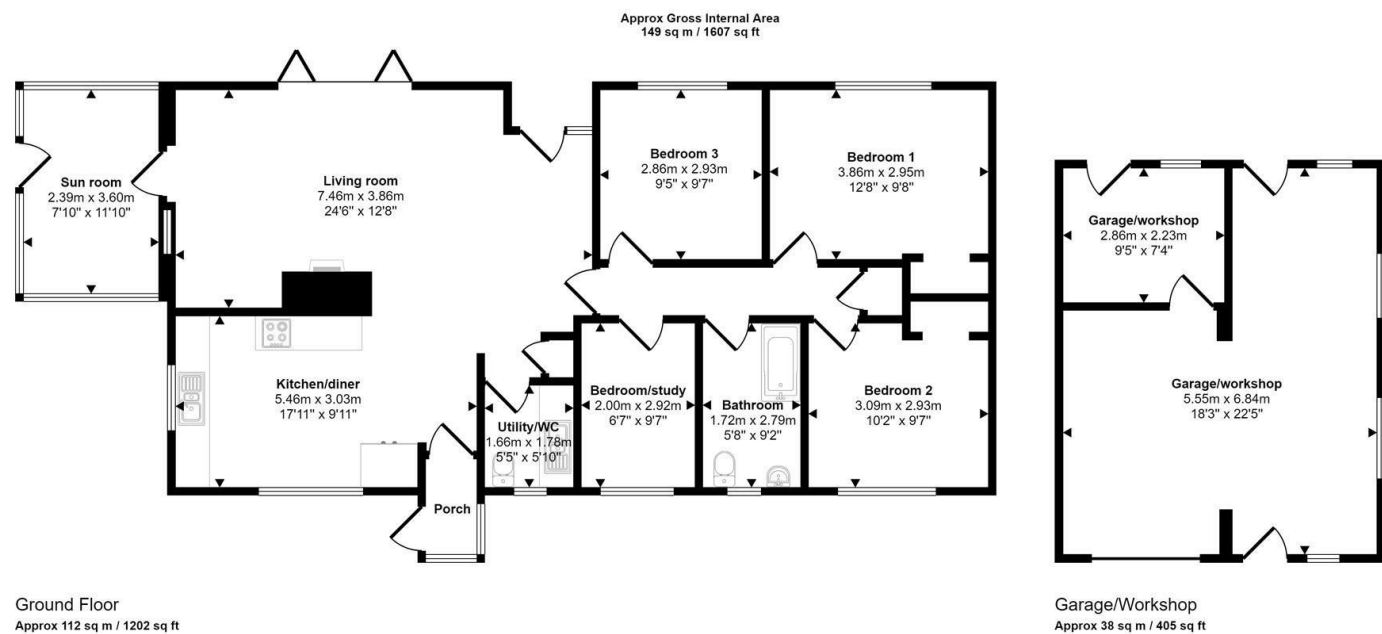 Approx Gross Internal Area
149 sq m / 1607 sq ft
Sun room
2.39m x 3.60m
7'10" x 11'10"
Living room
7.46m x 3.86m
24'6" x 12'8"
Bedroom 3
2.86m x 2.93m
9'5" x 9'7"
Bedroom 1
3.86m x 2.95m
12'8" x 9'8"
Garage/workshop
2.86m x 2.23m
9'5" x 7'4"
Kitchen/diner
5.46m x 3.03m
17'11" x 9'11"
Utility/WC
1.66m x 1.78m
5'5" x 5'10"
Bedroom/study
2.00m x 2.92m
6'7" x 9'7"
Bathroom
1.72m x 2.79m
5'8" x 9'2"
Bedroom 2
3.09m x 2.93m
10'2" x 9'7"
Garage/workshop
5.55m x 6.84m
18'3" x 22'5"
Porch
Ground Floor
Approx 112 sq m / 1202 sq ft
Garage/Workshop
Approx 38 sq m / 405 sq ft